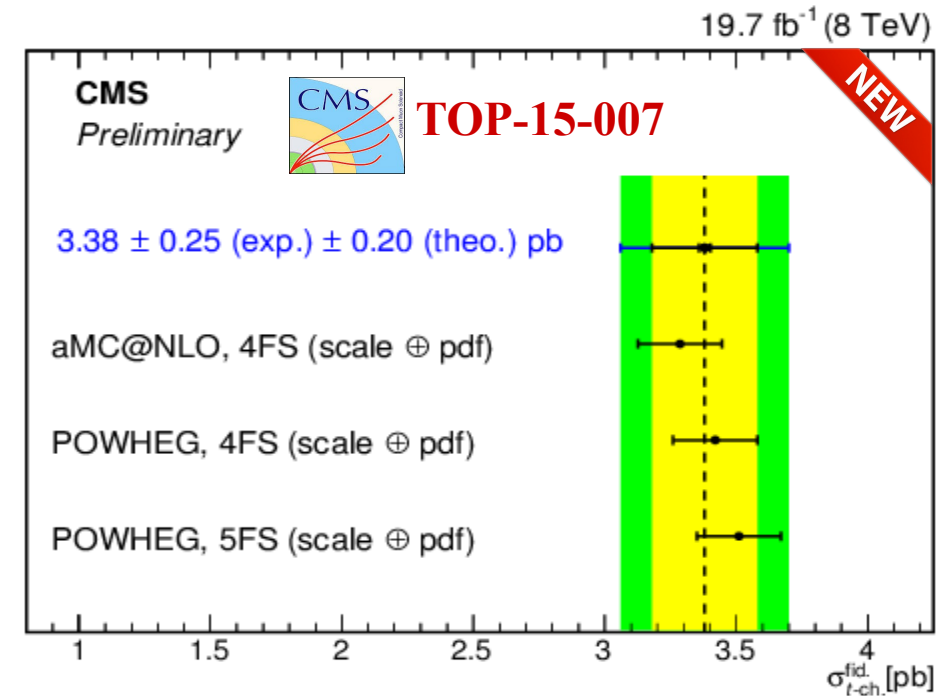 19.7 fb⁻¹ (8 TeV)
NEW
CMS
Preliminary
CMS
TOP-15-007
3.38 ± 0.25 (exp.) ± 0.20 (theo.) pb
aMC@NLO, 4FS (scale ⊕ pdf)
POWHEG, 4FS (scale ⊕ pdf)
POWHEG, 5FS (scale ⊕ pdf)
1 1.5 2 2.5 3 3.5 4
σ^fid._t-ch. [pb]